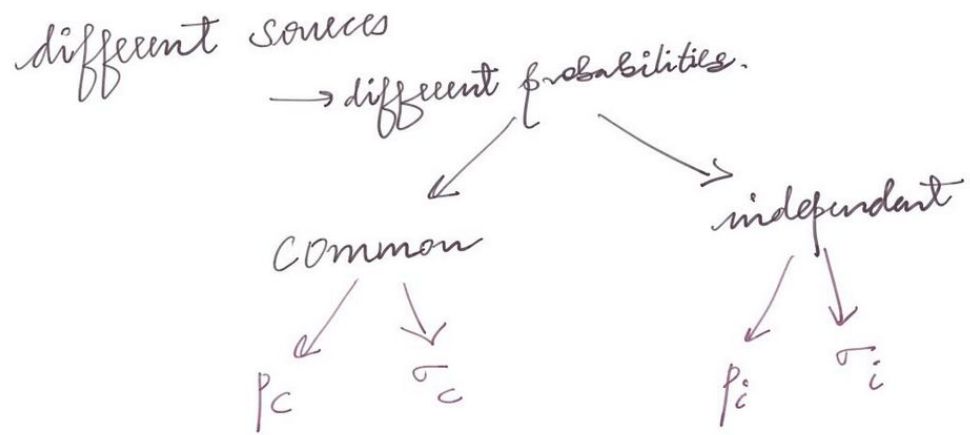 different sources
→ different probabilities.
common
independent
pc σc
pi σi